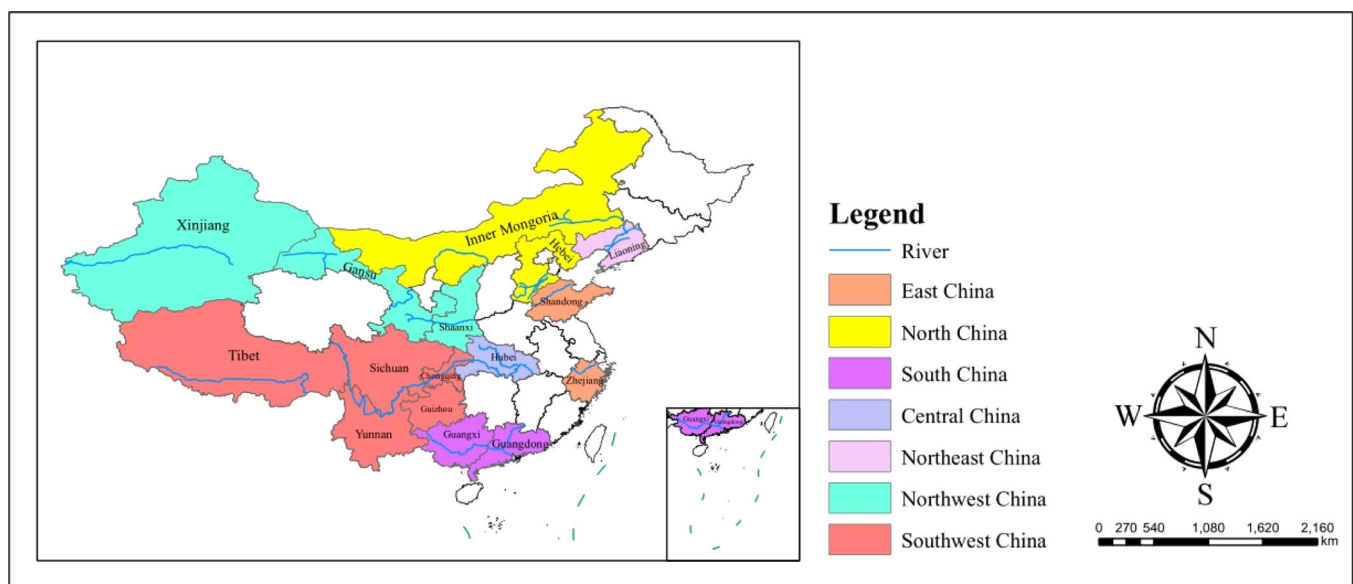 Xinjiang
Gansu
Inner Mongoria
Hebei
Liaoning
Shandong
Shaanxi
Tibet
Sichuan
Chongqing
Hubei
Zhejiang
Guizhou
Yunnan
Guangxi
Guangdong
Guangxi
Guangdong
Legend
River
East China
North China
South China
Central China
Northeast China
Northwest China
Southwest China
N
W E
S
0 270 540 1,080 1,620 2,160
km